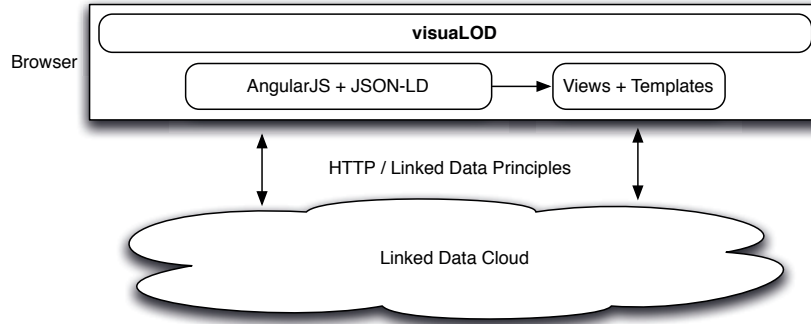 visuaLOD
Browser
AngularJS + JSON-LD
Views + Templates
HTTP / Linked Data Principles
Linked Data Cloud